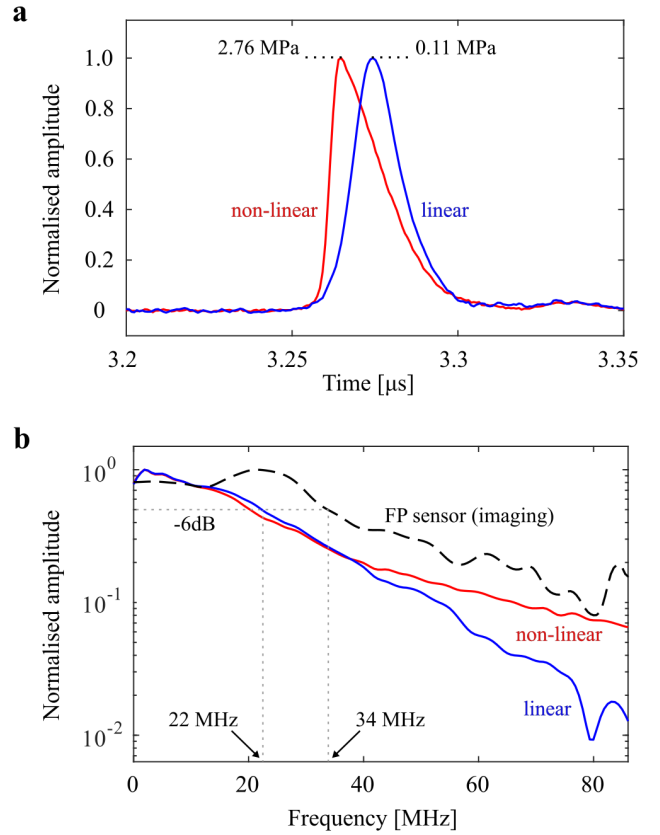 a
2.76 MPa 0.11 MPa
1.0
0.8
0.6
0.4
0.2
0
Normalised amplitude
non-linear linear
3.2 3.25 3.3 3.35
Time [μs]
b
10^0
10^-1
10^-2
Normalised amplitude
-6dB
FP sensor (imaging)
non-linear
linear
22 MHz 34 MHz
0 20 40 60 80
Frequency [MHz]